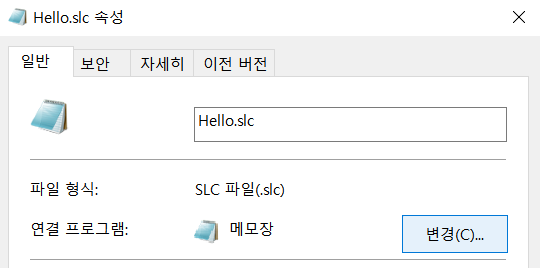 Hello.slc 속성
일반 보안 자세히 이전 버전
Hello.slc
파일 형식: SLC 파일(.slc)
연결 프로그램: 메모장 변경(C)...